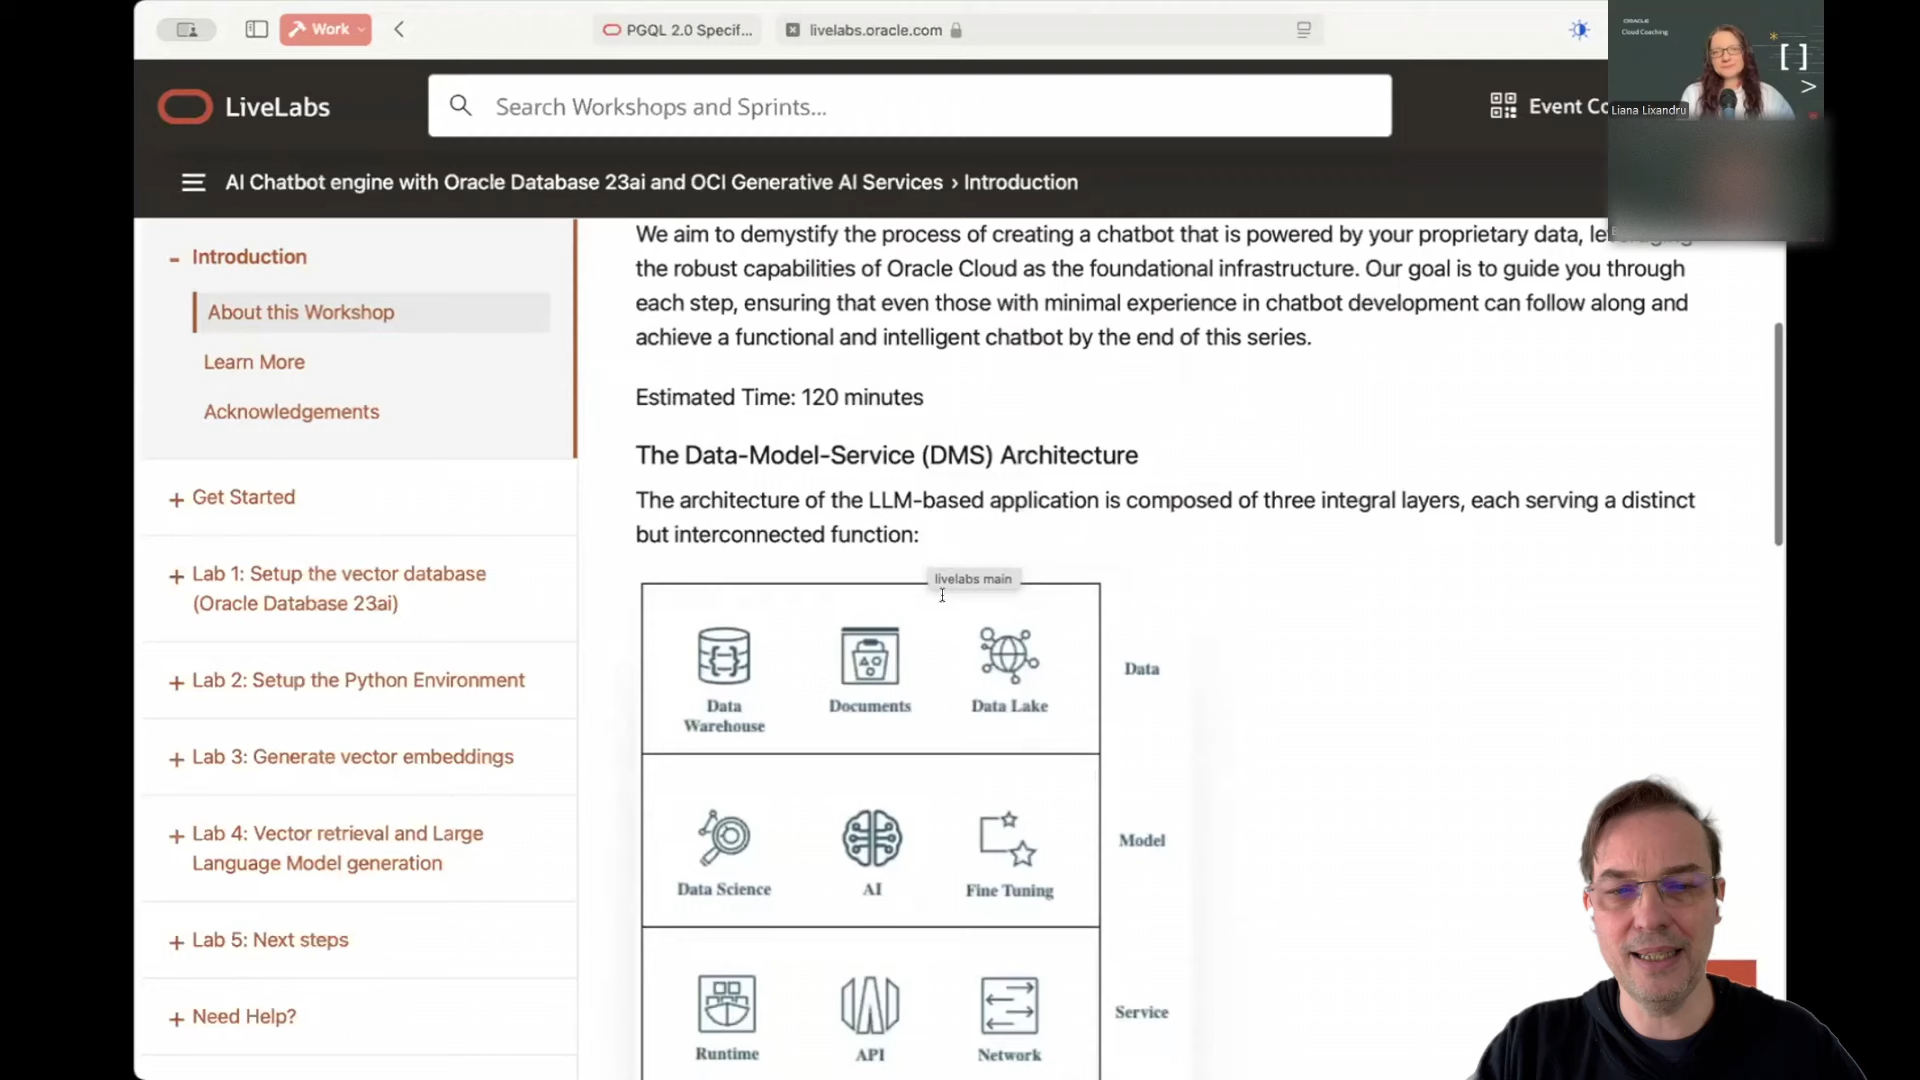 Work
PGQL 2.0 Specif...
livelabs.oracle.com
ORACLE
Cloud Coaching
[ ]
>
Liana Lixandru
LiveLabs
Search Workshops and Sprints...
Event Co
AI Chatbot engine with Oracle Database 23ai and OCI Generative AI Services › Introduction
- Introduction
About this Workshop
Learn More
Acknowledgements
+ Get Started
+ Lab 1: Setup the vector database
(Oracle Database 23ai)
+ Lab 2: Setup the Python Environment
+ Lab 3: Generate vector embeddings
+ Lab 4: Vector retrieval and Large
Language Model generation
+ Lab 5: Next steps
+ Need Help?
We aim to demystify the process of creating a chatbot that is powered by your proprietary data,
the robust capabilities of Oracle Cloud as the foundational infrastructure. Our goal is to guide you through
each step, ensuring that even those with minimal experience in chatbot development can follow along and
achieve a functional and intelligent chatbot by the end of this series.
Estimated Time: 120 minutes
The Data-Model-Service (DMS) Architecture
The architecture of the LLM-based application is composed of three integral layers, each serving a distinct
but interconnected function:
livelabs main
Data
Warehouse
Documents
Data Lake
Data
Data Science
AI
Fine Tuning
Model
Runtime
API
Network
Service